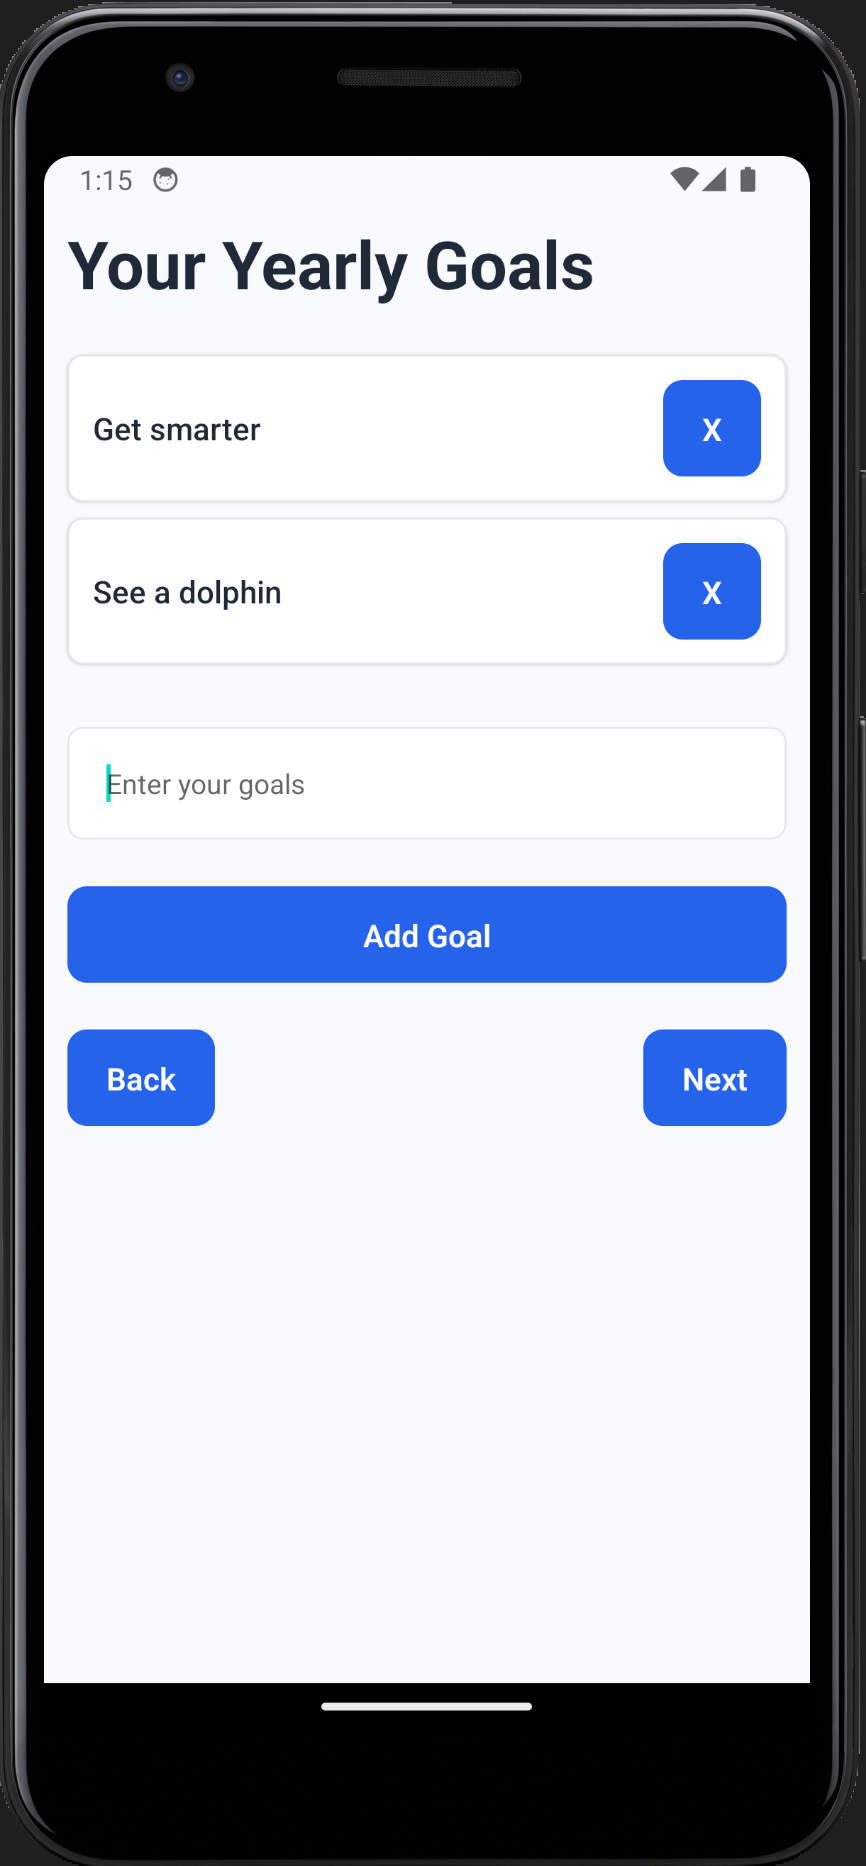 1:15
Your Yearly Goals
Get smarter
X
See a dolphin
X
Enter your goals
Add Goal
Back
Next